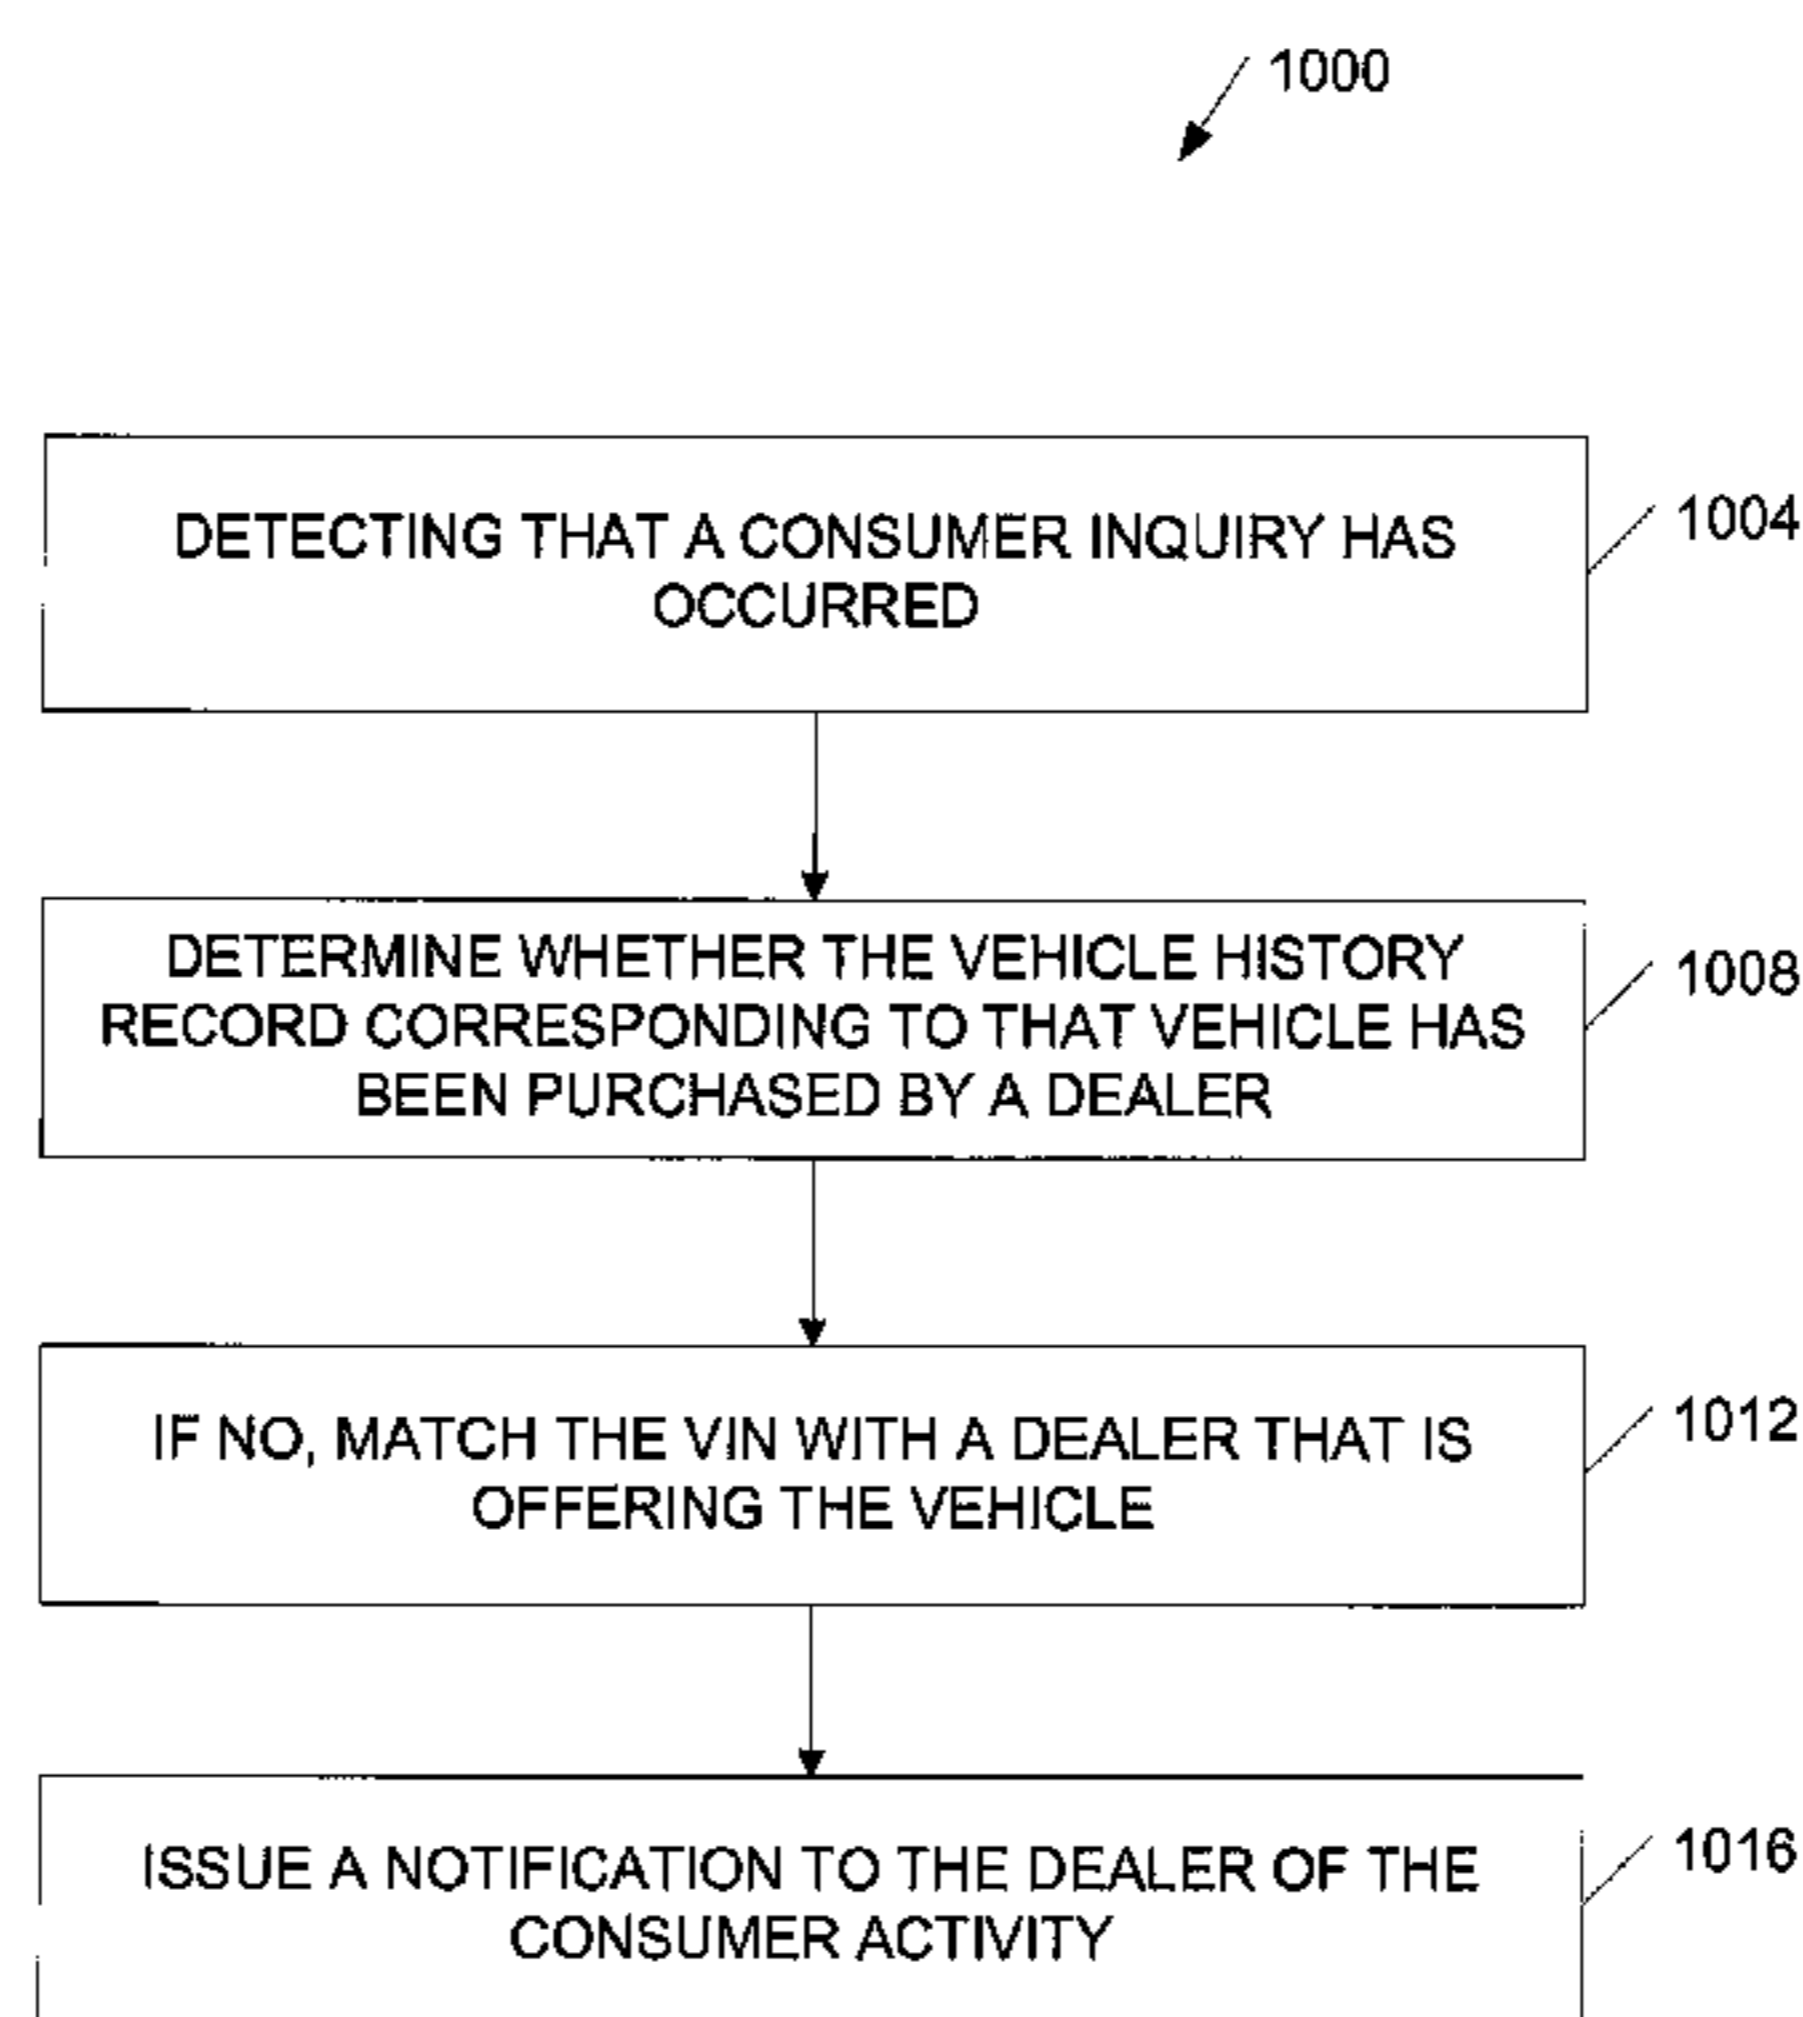 1000
DETECTING THAT A CONSUMER INQUIRY HAS
OCCURRED
1004
DETERMINE WHETHER THE VEHICLE HISTORY
RECORD CORRESPONDING TO THAT VEHICLE HAS
BEEN PURCHASED BY A DEALER
1008
IF NO, MATCH THE VIN WITH A DEALER THAT IS
OFFERING THE VEHICLE
1012
ISSUE A NOTIFICATION TO THE DEALER OF THE
CONSUMER ACTIVITY
1016